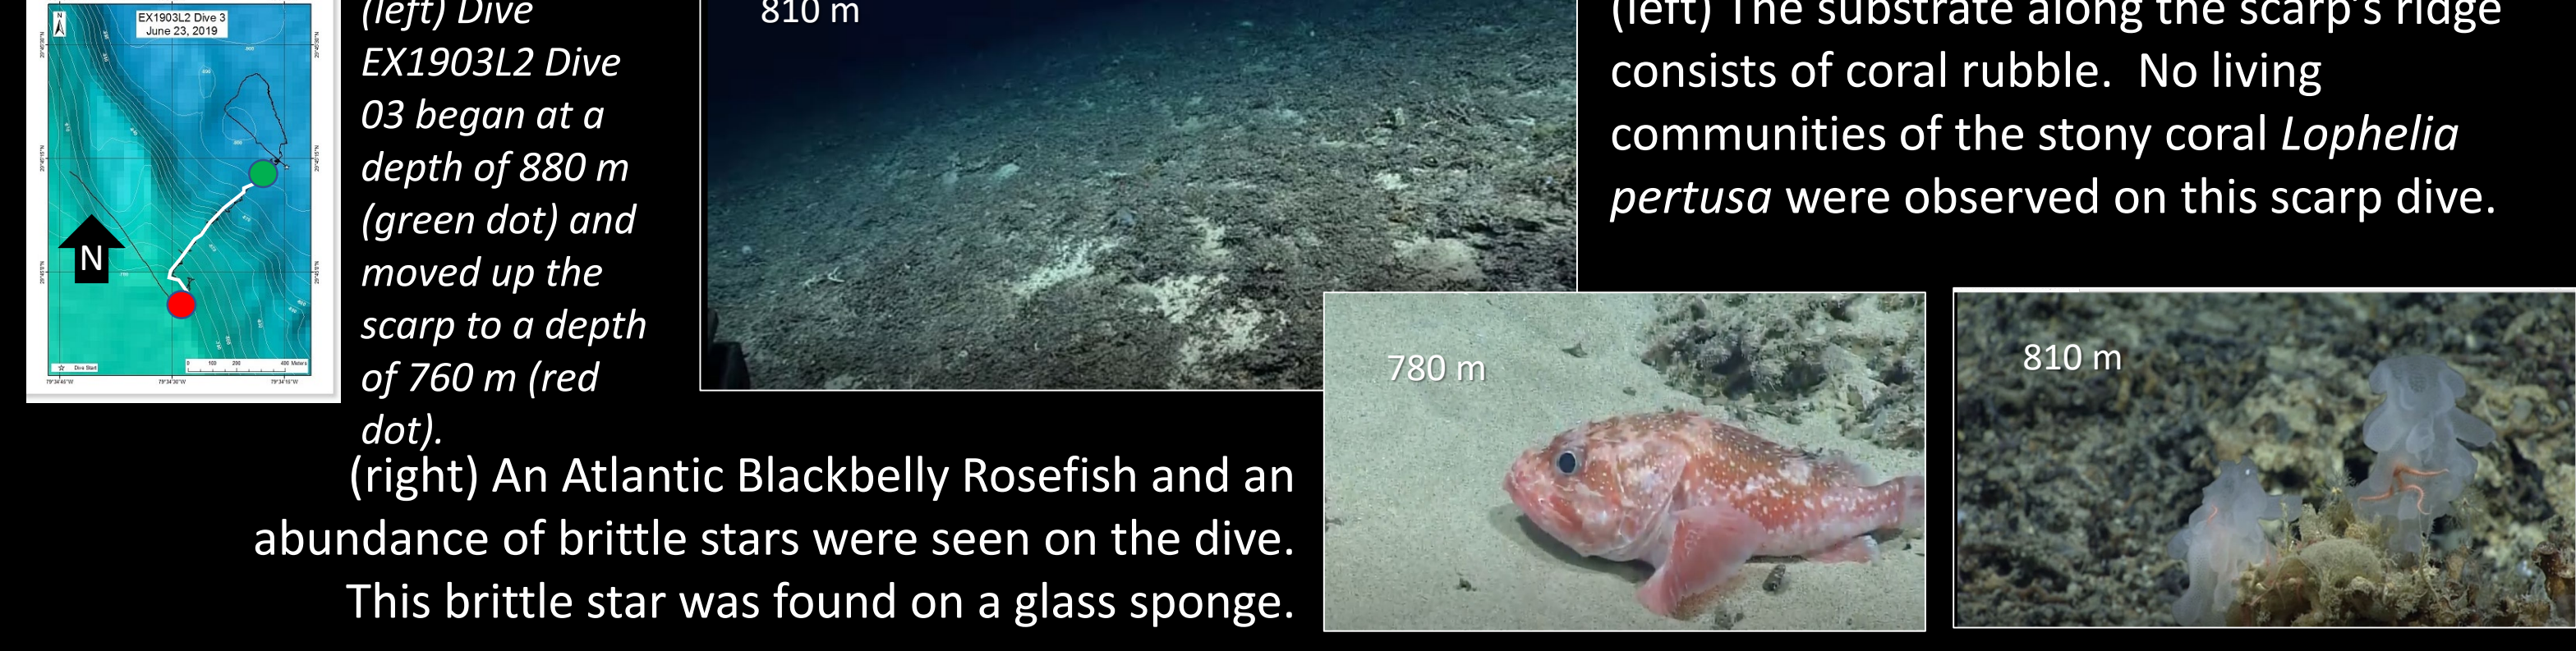 EX1903L2 Dive 3
June 23, 2019
N
Dive Start
400 Meters
(left) Dive
EX1903L2 Dive
03 began at a
depth of 880 m
(green dot) and
moved up the
scarp to a depth
of 760 m (red
dot).
810 m
(left) The substrate along the scarp's ridge
consists of coral rubble. No living
communities of the stony coral Lophelia
pertusa were observed on this scarp dive.
(right) An Atlantic Blackbelly Rosefish and an
abundance of brittle stars were seen on the dive.
This brittle star was found on a glass sponge.
780 m
810 m